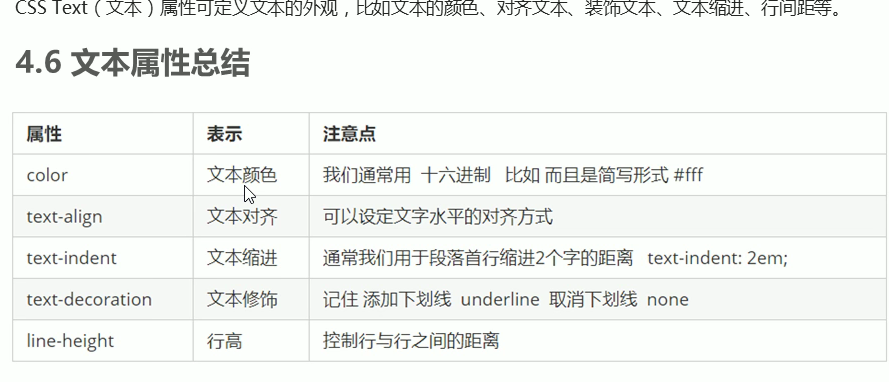 CSS Text（文本）属性可定义文本的外观，比如文本的颜色、对齐文本、装饰文本、文本缩进、行间距等。
4.6 文本属性总结
属性 表示 注意点
color 文本颜色 我们通常用 十六进制 比如 而且是简写形式 #fff
text-align 文本对齐 可以设定文字水平的对齐方式
text-indent 文本缩进 通常我们用于段落首行缩进2个字的距离 text-indent: 2em;
text-decoration 文本修饰 记住 添加下划线 underline 取消下划线 none
line-height 行高 控制行与行之间的距离